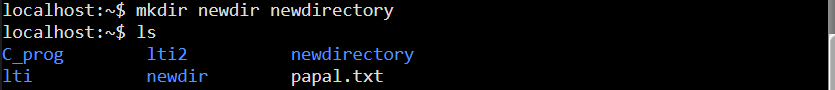 localhost:~$ mkdir newdir newdirectory
localhost:~$ ls
C_prog lti2 newdirectory
lti newdir papal.txt